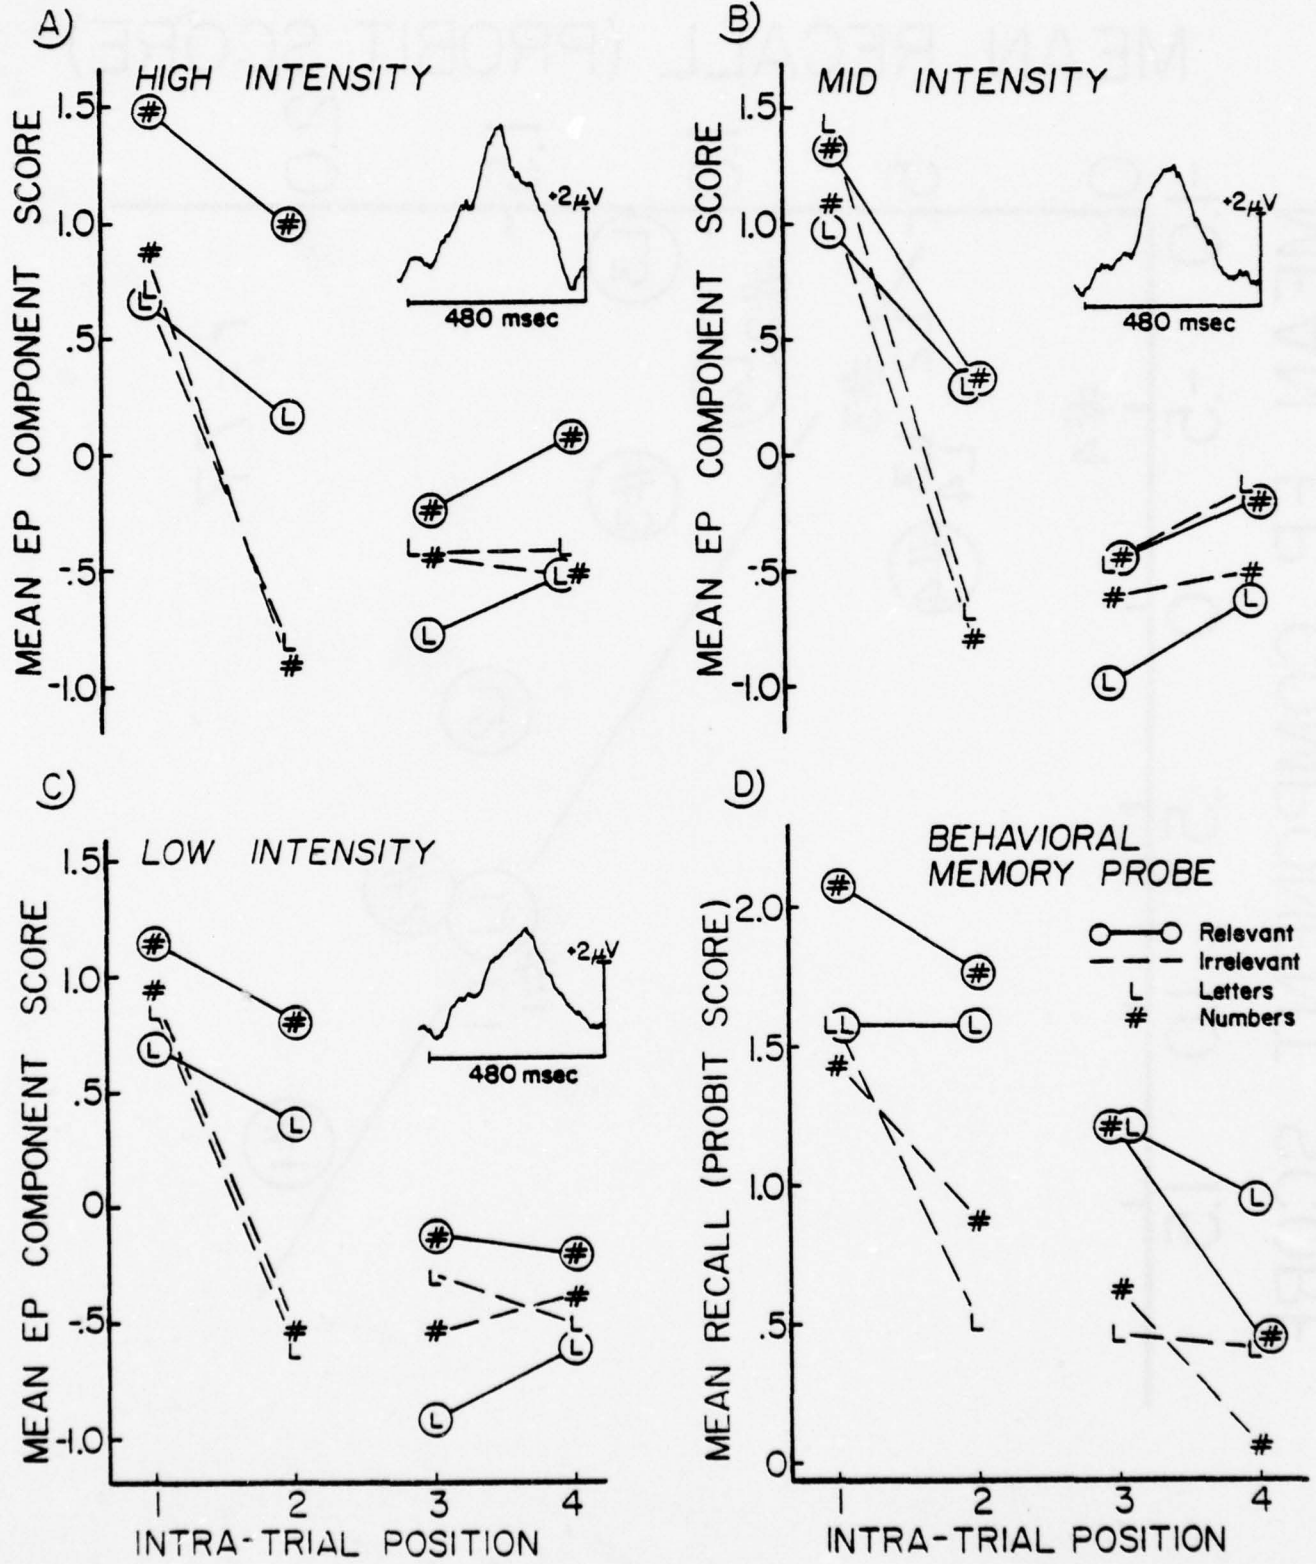 A)
HIGH INTENSITY
MEAN EP COMPONENT SCORE
1.5
1.0
.5
0
-.5
-1.0
#
#
#
L
L
L
L
#
+2μV
480 msec
#
#
L
#
L
L
#
L
B)
MID INTENSITY
MEAN EP COMPONENT SCORE
1.5
1.0
.5
0
-.5
-1.0
L
#
#
L
L #
L
#
+2μV
480 msec
L #
#
L
L
#
#
L
C)
LOW INTENSITY
MEAN EP COMPONENT SCORE
1.5
1.0
.5
0
-.5
-1.0
#
#
L
L
#
L
#
L
+2μV
480 msec
#
L
#
L
#
#
L
L
1 2 3 4
INTRA-TRIAL POSITION
D)
BEHAVIORAL
MEMORY PROBE
Relevant
Irrelevant
L Letters
# Numbers
MEAN RECALL (PROBIT SCORE)
2.0
1.5
1.0
.5
0
#
#
L L
L
#
#
L
# L
L
#
L
#
L
#
1 2 3 4
INTRA-TRIAL POSITION